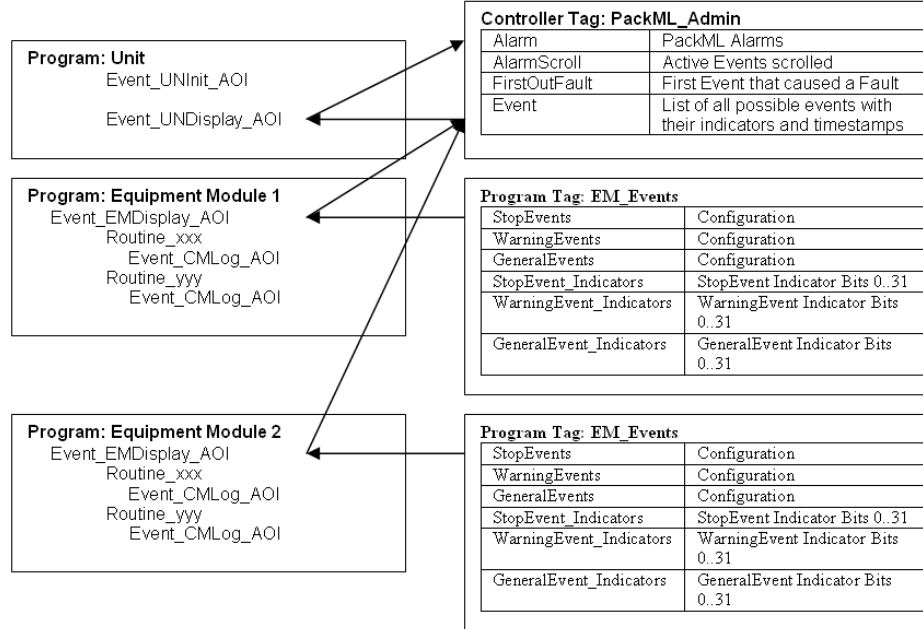 Program: Unit
Event_UNInit_AOI
Event_UNDisplay_AOI
Controller Tag: PackML_Admin
Alarm PackML Alarms
AlarmScroll Active Events scrolled
FirstOutFault First Event that caused a Fault
Event List of all possible events with
their indicators and timestamps
Program: Equipment Module 1
Event_EMDisplay_AOI
Routine_xxx
Event_CMLog_AOI
Routine_yyy
Event_CMLog_AOI
Program Tag: EM_Events
StopEvents Configuration
WarningEvents Configuration
GeneralEvents Configuration
StopEvent_Indicators StopEvent Indicator Bits 0..31
WarningEvent_Indicators WarningEvent Indicator Bits
0..31
GeneralEvent_Indicators GeneralEvent Indicator Bits
0..31
Program: Equipment Module 2
Event_EMDisplay_AOI
Routine_xxx
Event_CMLog_AOI
Routine_yyy
Event_CMLog_AOI
Program Tag: EM_Events
StopEvents Configuration
WarningEvents Configuration
GeneralEvents Configuration
StopEvent_Indicators StopEvent Indicator Bits 0..31
WarningEvent_Indicators WarningEvent Indicator Bits
0..31
GeneralEvent_Indicators GeneralEvent Indicator Bits
0..31